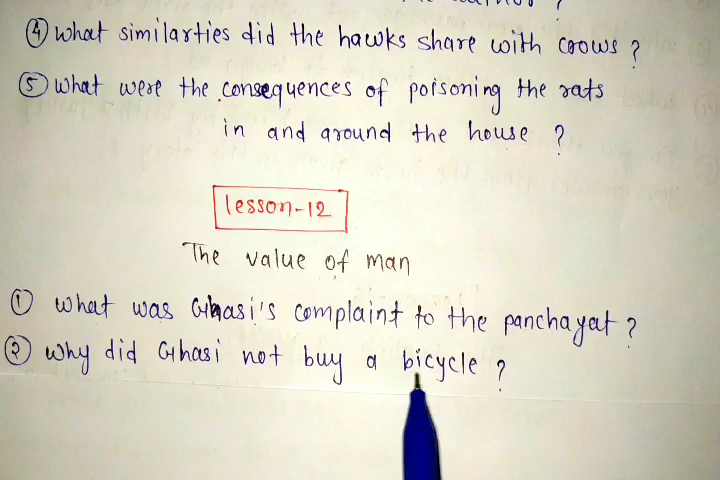 ④ what similarties did the hawks share with crows ?
⑤ what were the consequences of poisoning the rats
in and around the house ?
lesson-12
The value of man
① what was Ghasi's complaint to the panchayat ?
② why did Ghasi not buy a bicycle ?